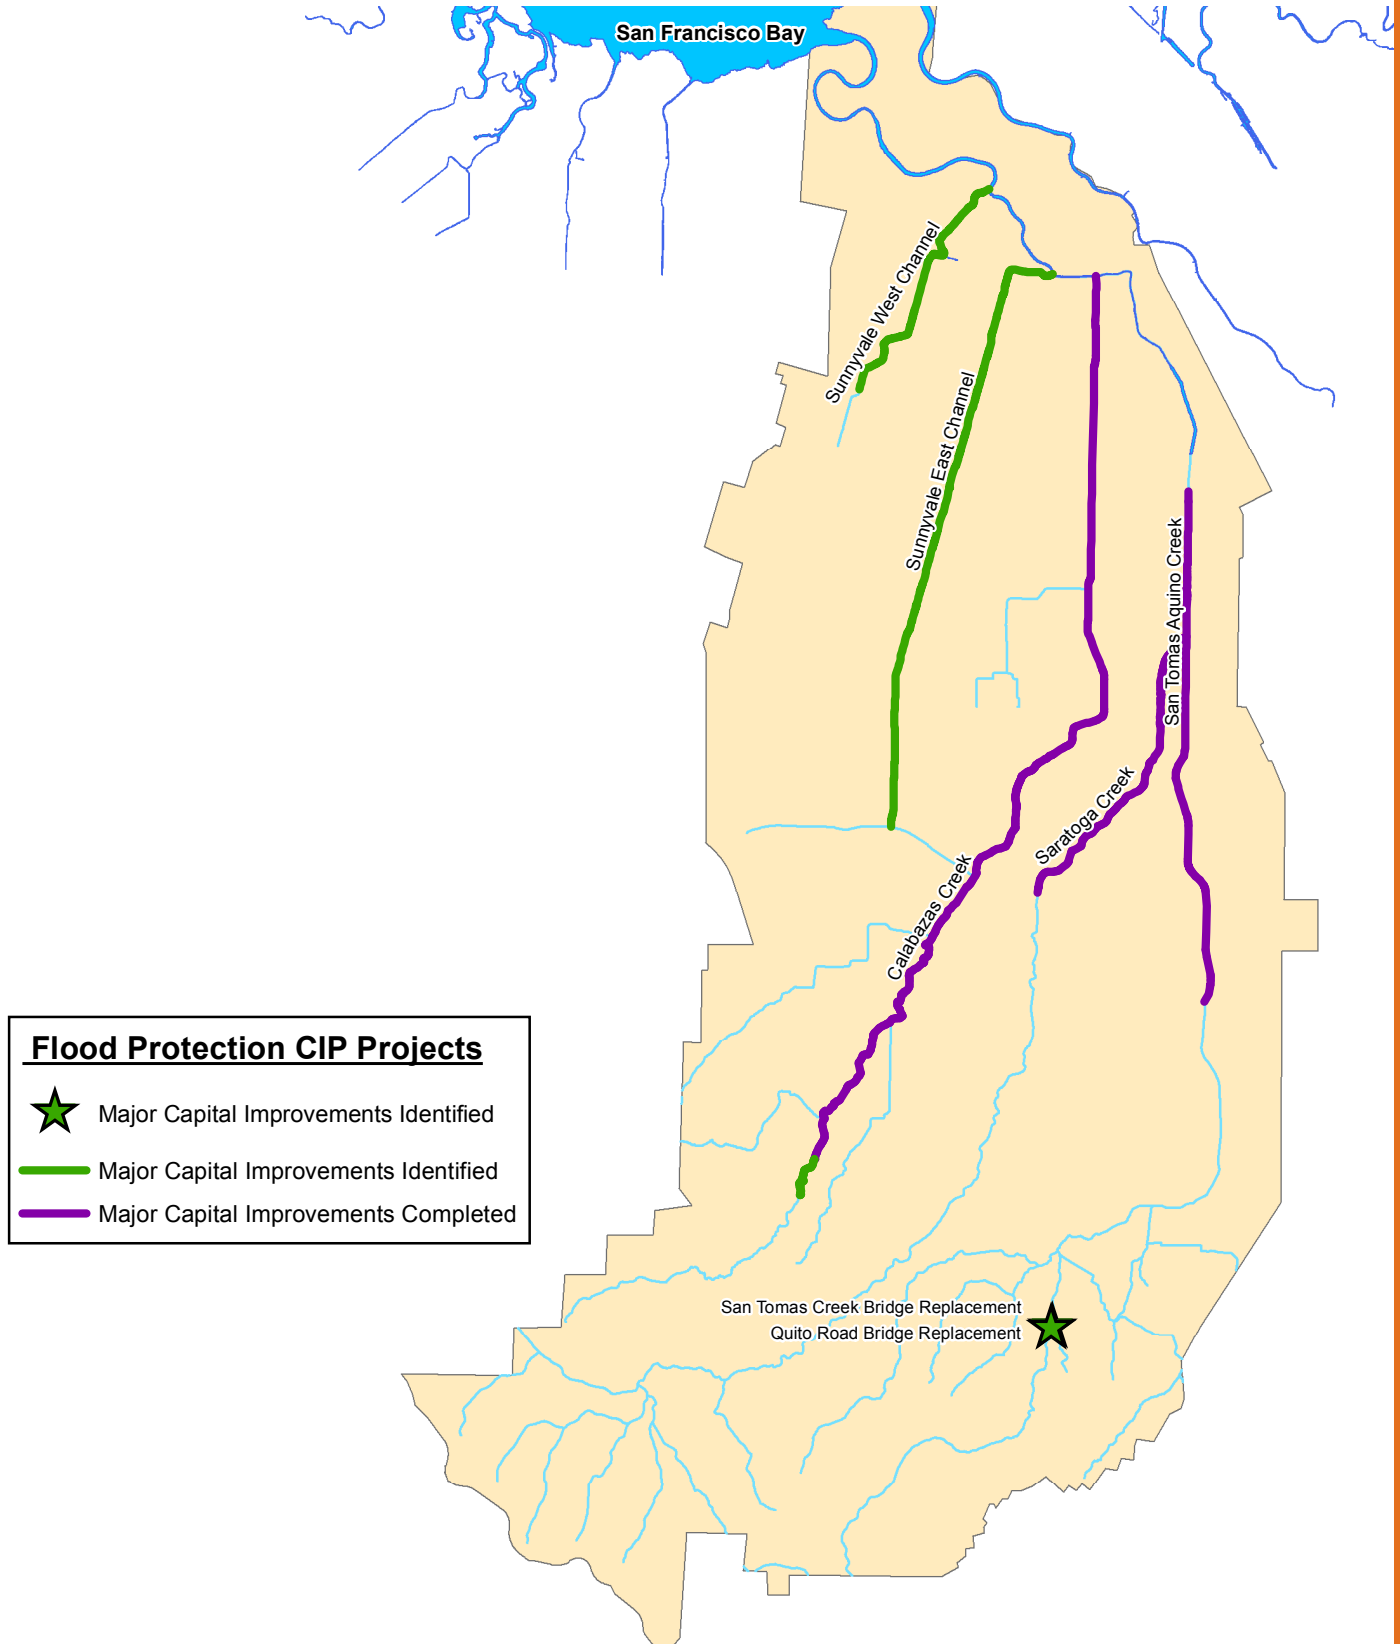 San Francisco Bay
Sunnyvale West Channel
Sunnyvale East Channel
San Tomas Aquino Creek
Saratoga Creek
Calabazas Creek
Flood Protection CIP Projects
Major Capital Improvements Identified
Major Capital Improvements Identified
Major Capital Improvements Completed
San Tomas Creek Bridge Replacement
Quito Road Bridge Replacement